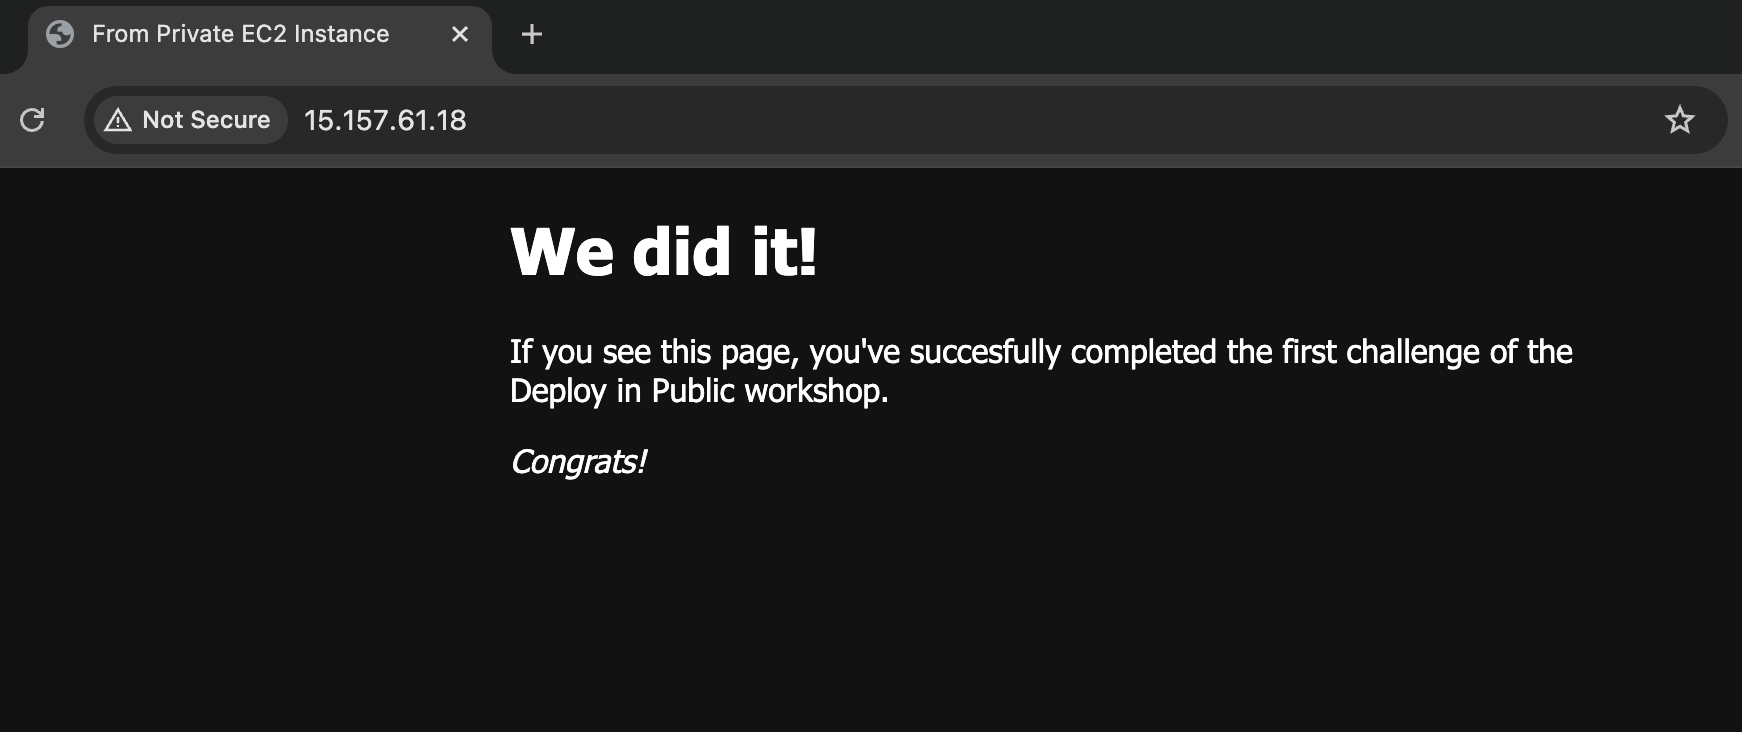 From Private EC2 Instance
Not Secure 15.157.61.18
We did it!
If you see this page, you've succesfully completed the first challenge of the
Deploy in Public workshop.
Congrats!